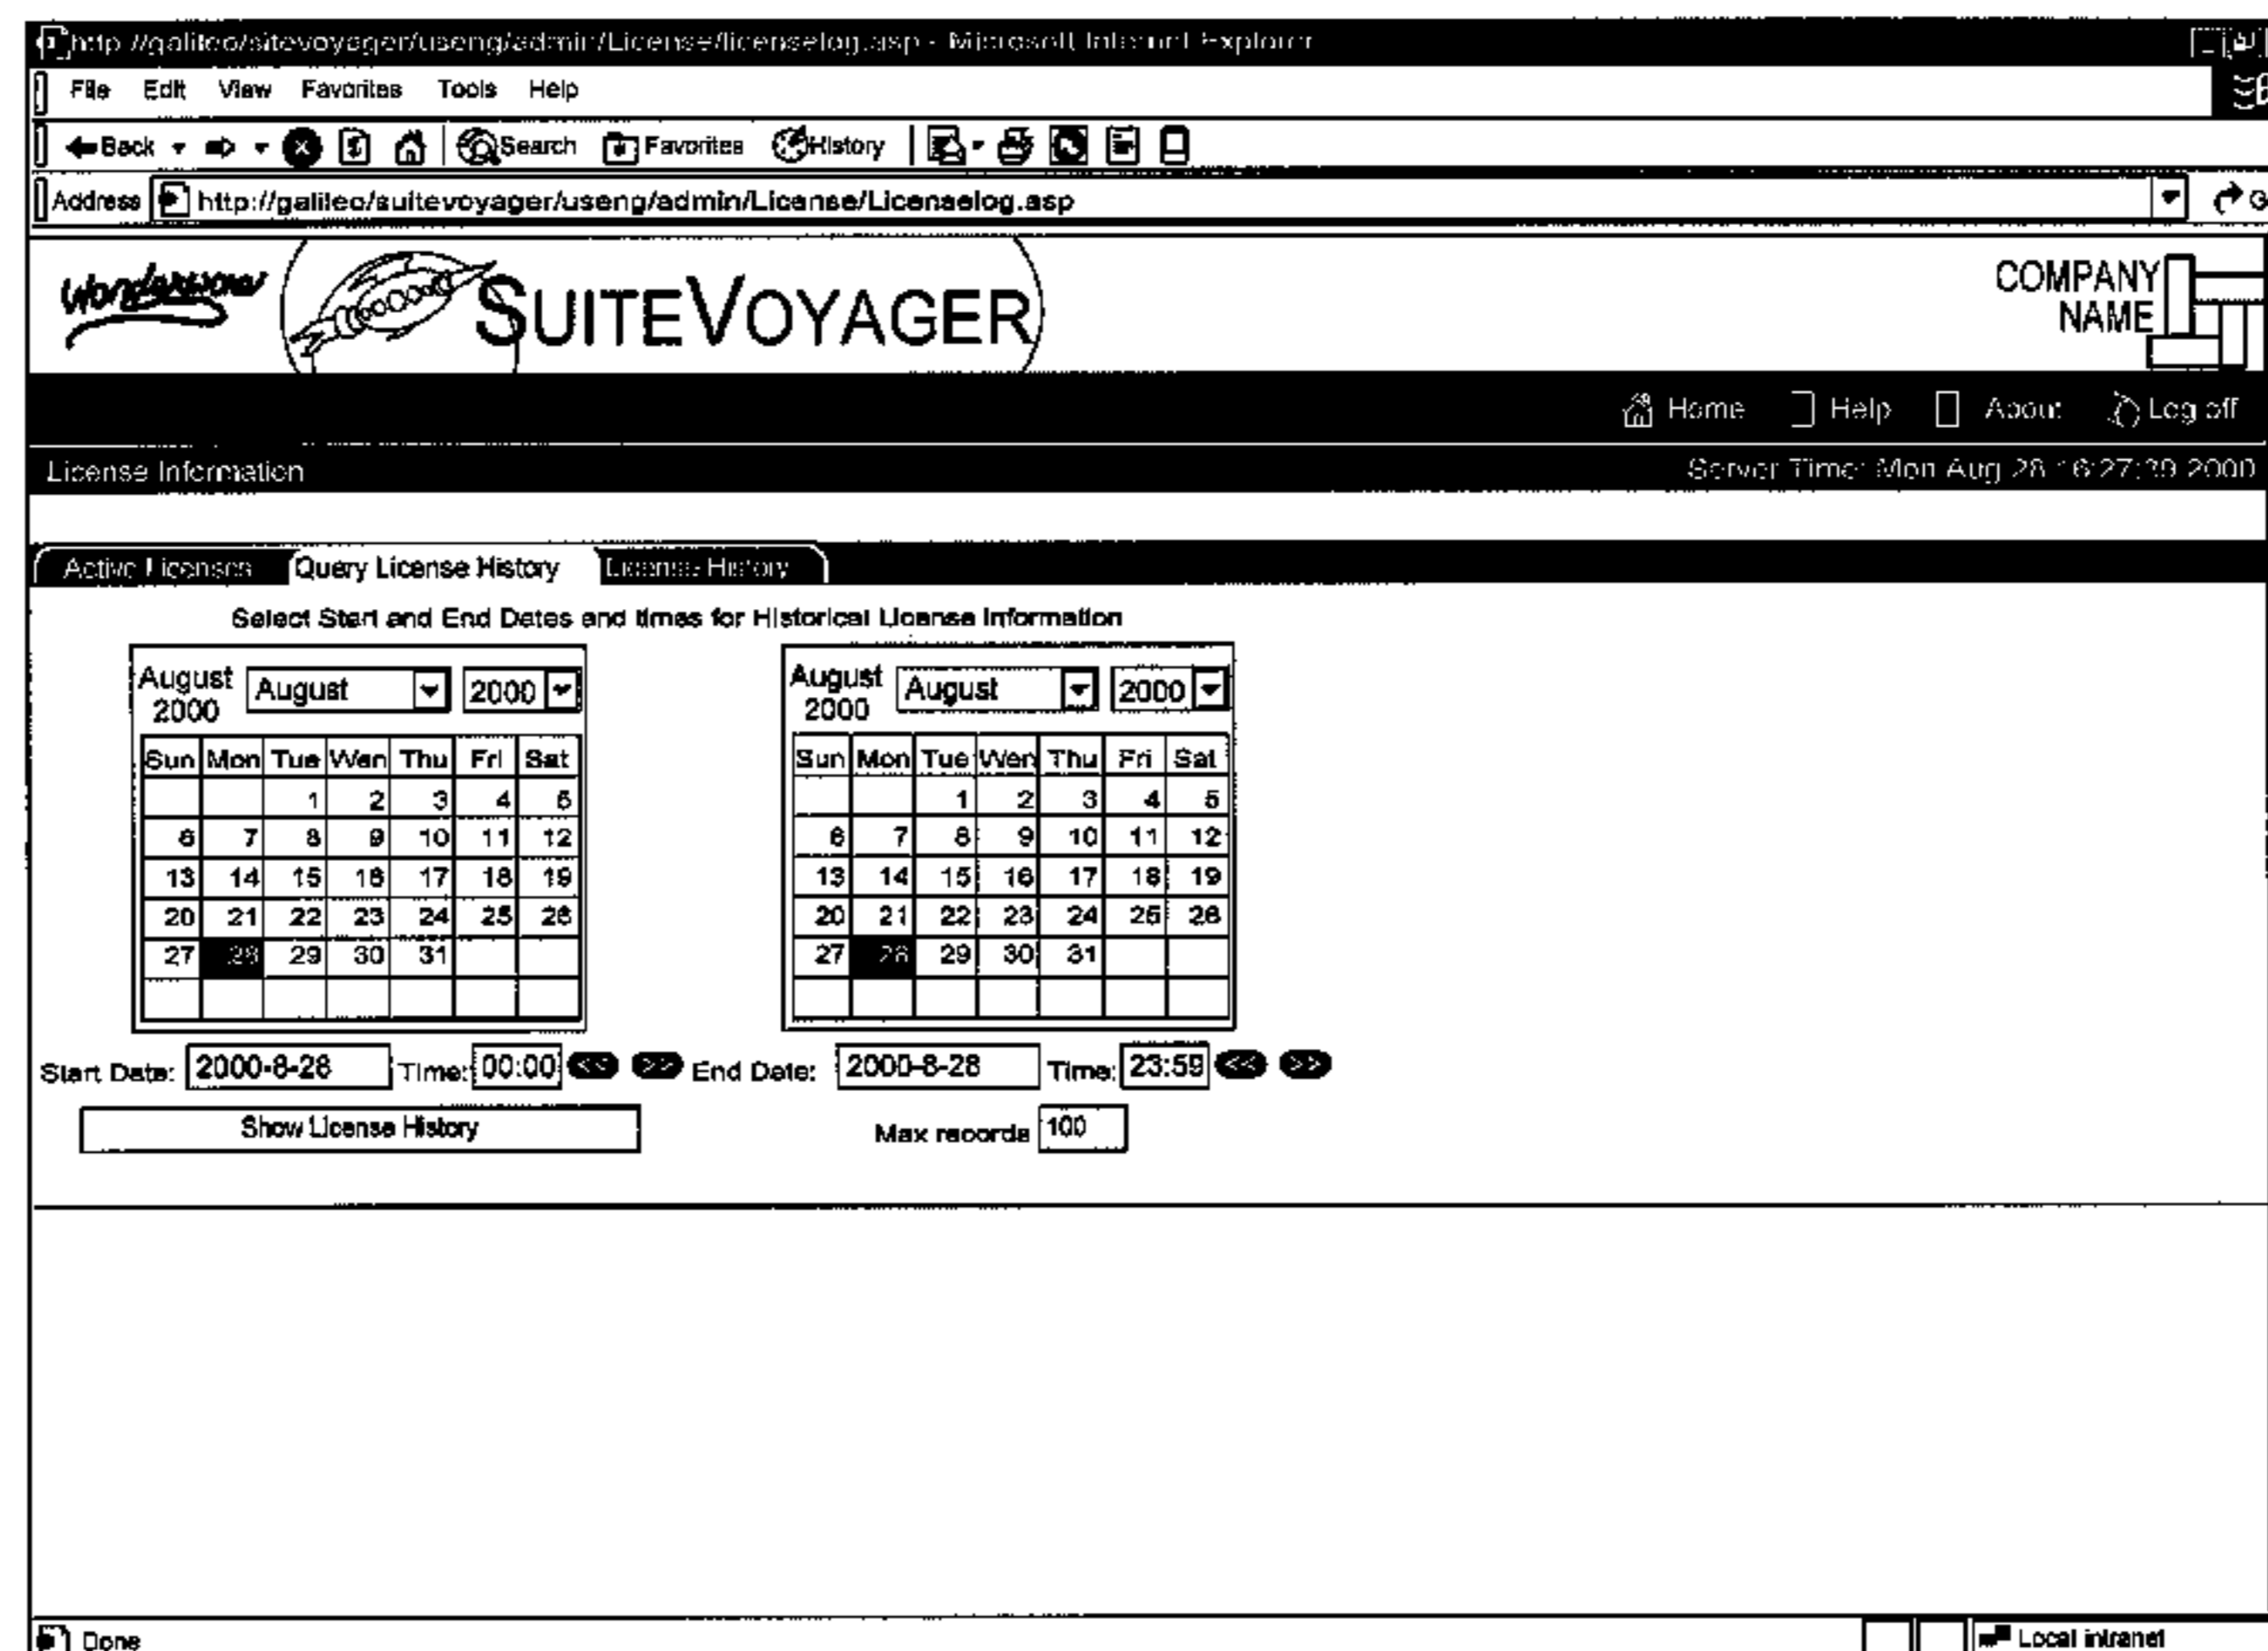 http://galileo/sitevoyager/useng/admin/License/licenselog.asp - Microsoft Internet Explorer
File Edit View Favorites Tools Help
Back Search Favorites History
Address http://galileo/suitevoyager/useng/admin/License/Licenselog.asp
Wonderware SUITEVOYAGER COMPANY NAME
Home Help About Log off
License Information Server Time: Mon Aug 28 16:27:39 2000
Active Licenses Query License History License History
Select Start and End Dates and times for Historical License Information
August 2000 August 2000 August 2000 August 2000
Sun Mon Tue Wen Thu Fri Sat Sun Mon Tue Wen Thu Fri Sat
1 2 3 4 5 1 2 3 4 5
6 7 8 9 10 11 12 6 7 8 9 10 11 12
13 14 15 16 17 18 19 13 14 15 16 17 18 19
20 21 22 23 24 25 26 20 21 22 23 24 25 26
27 28 29 30 31 27 28 29 30 31
Start Date: 2000-8-28 Time: 00:00 << >> End Date: 2000-8-28 Time: 23:59 << >>
Show License History Max records 100
Done Local intranet